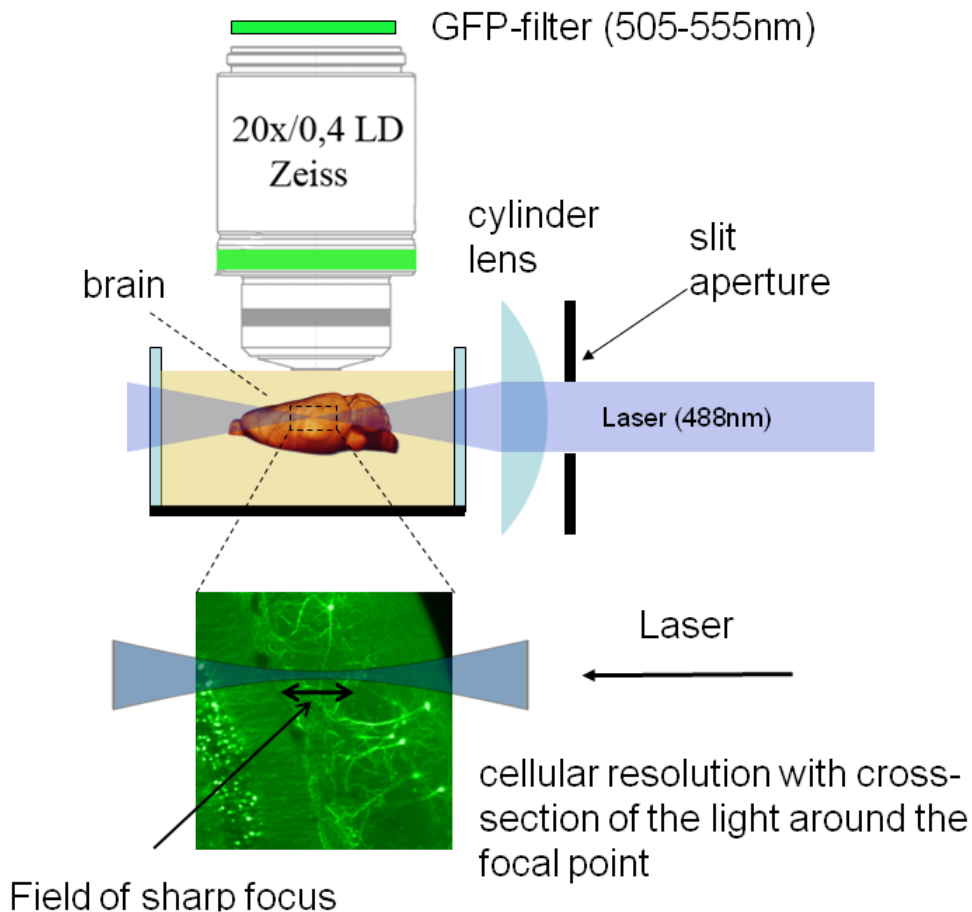 GFP-filter (505-555nm)
20x/0,4 LD
Zeiss
cylinder
lens
slit
aperture
brain
Laser (488nm)
Laser
cellular resolution with cross-
section of the light around the
focal point
Field of sharp focus